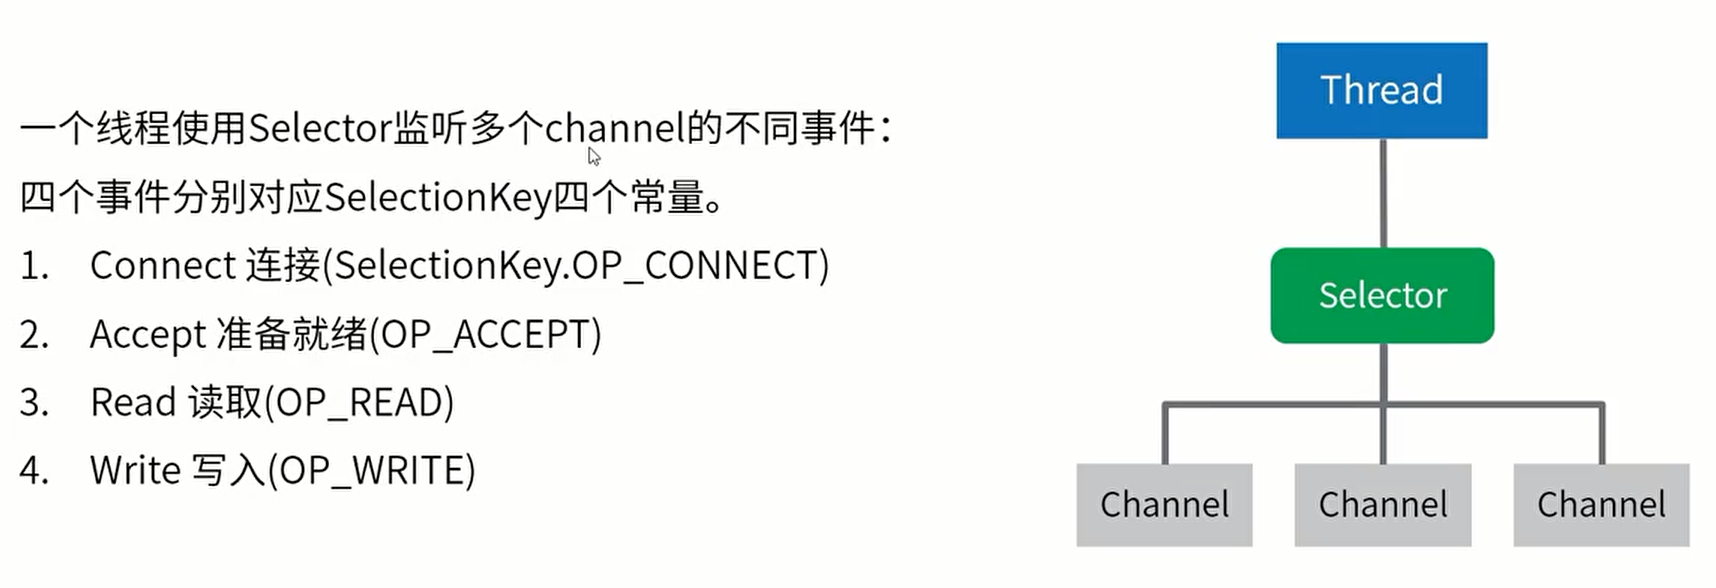 一个线程使用Selector监听多个channel的不同事件：
四个事件分别对应SelectionKey四个常量。
1. Connect 连接(SelectionKey.OP_CONNECT)
2. Accept 准备就绪(OP_ACCEPT)
3. Read 读取(OP_READ)
4. Write 写入(OP_WRITE)
Thread
Selector
Channel
Channel
Channel